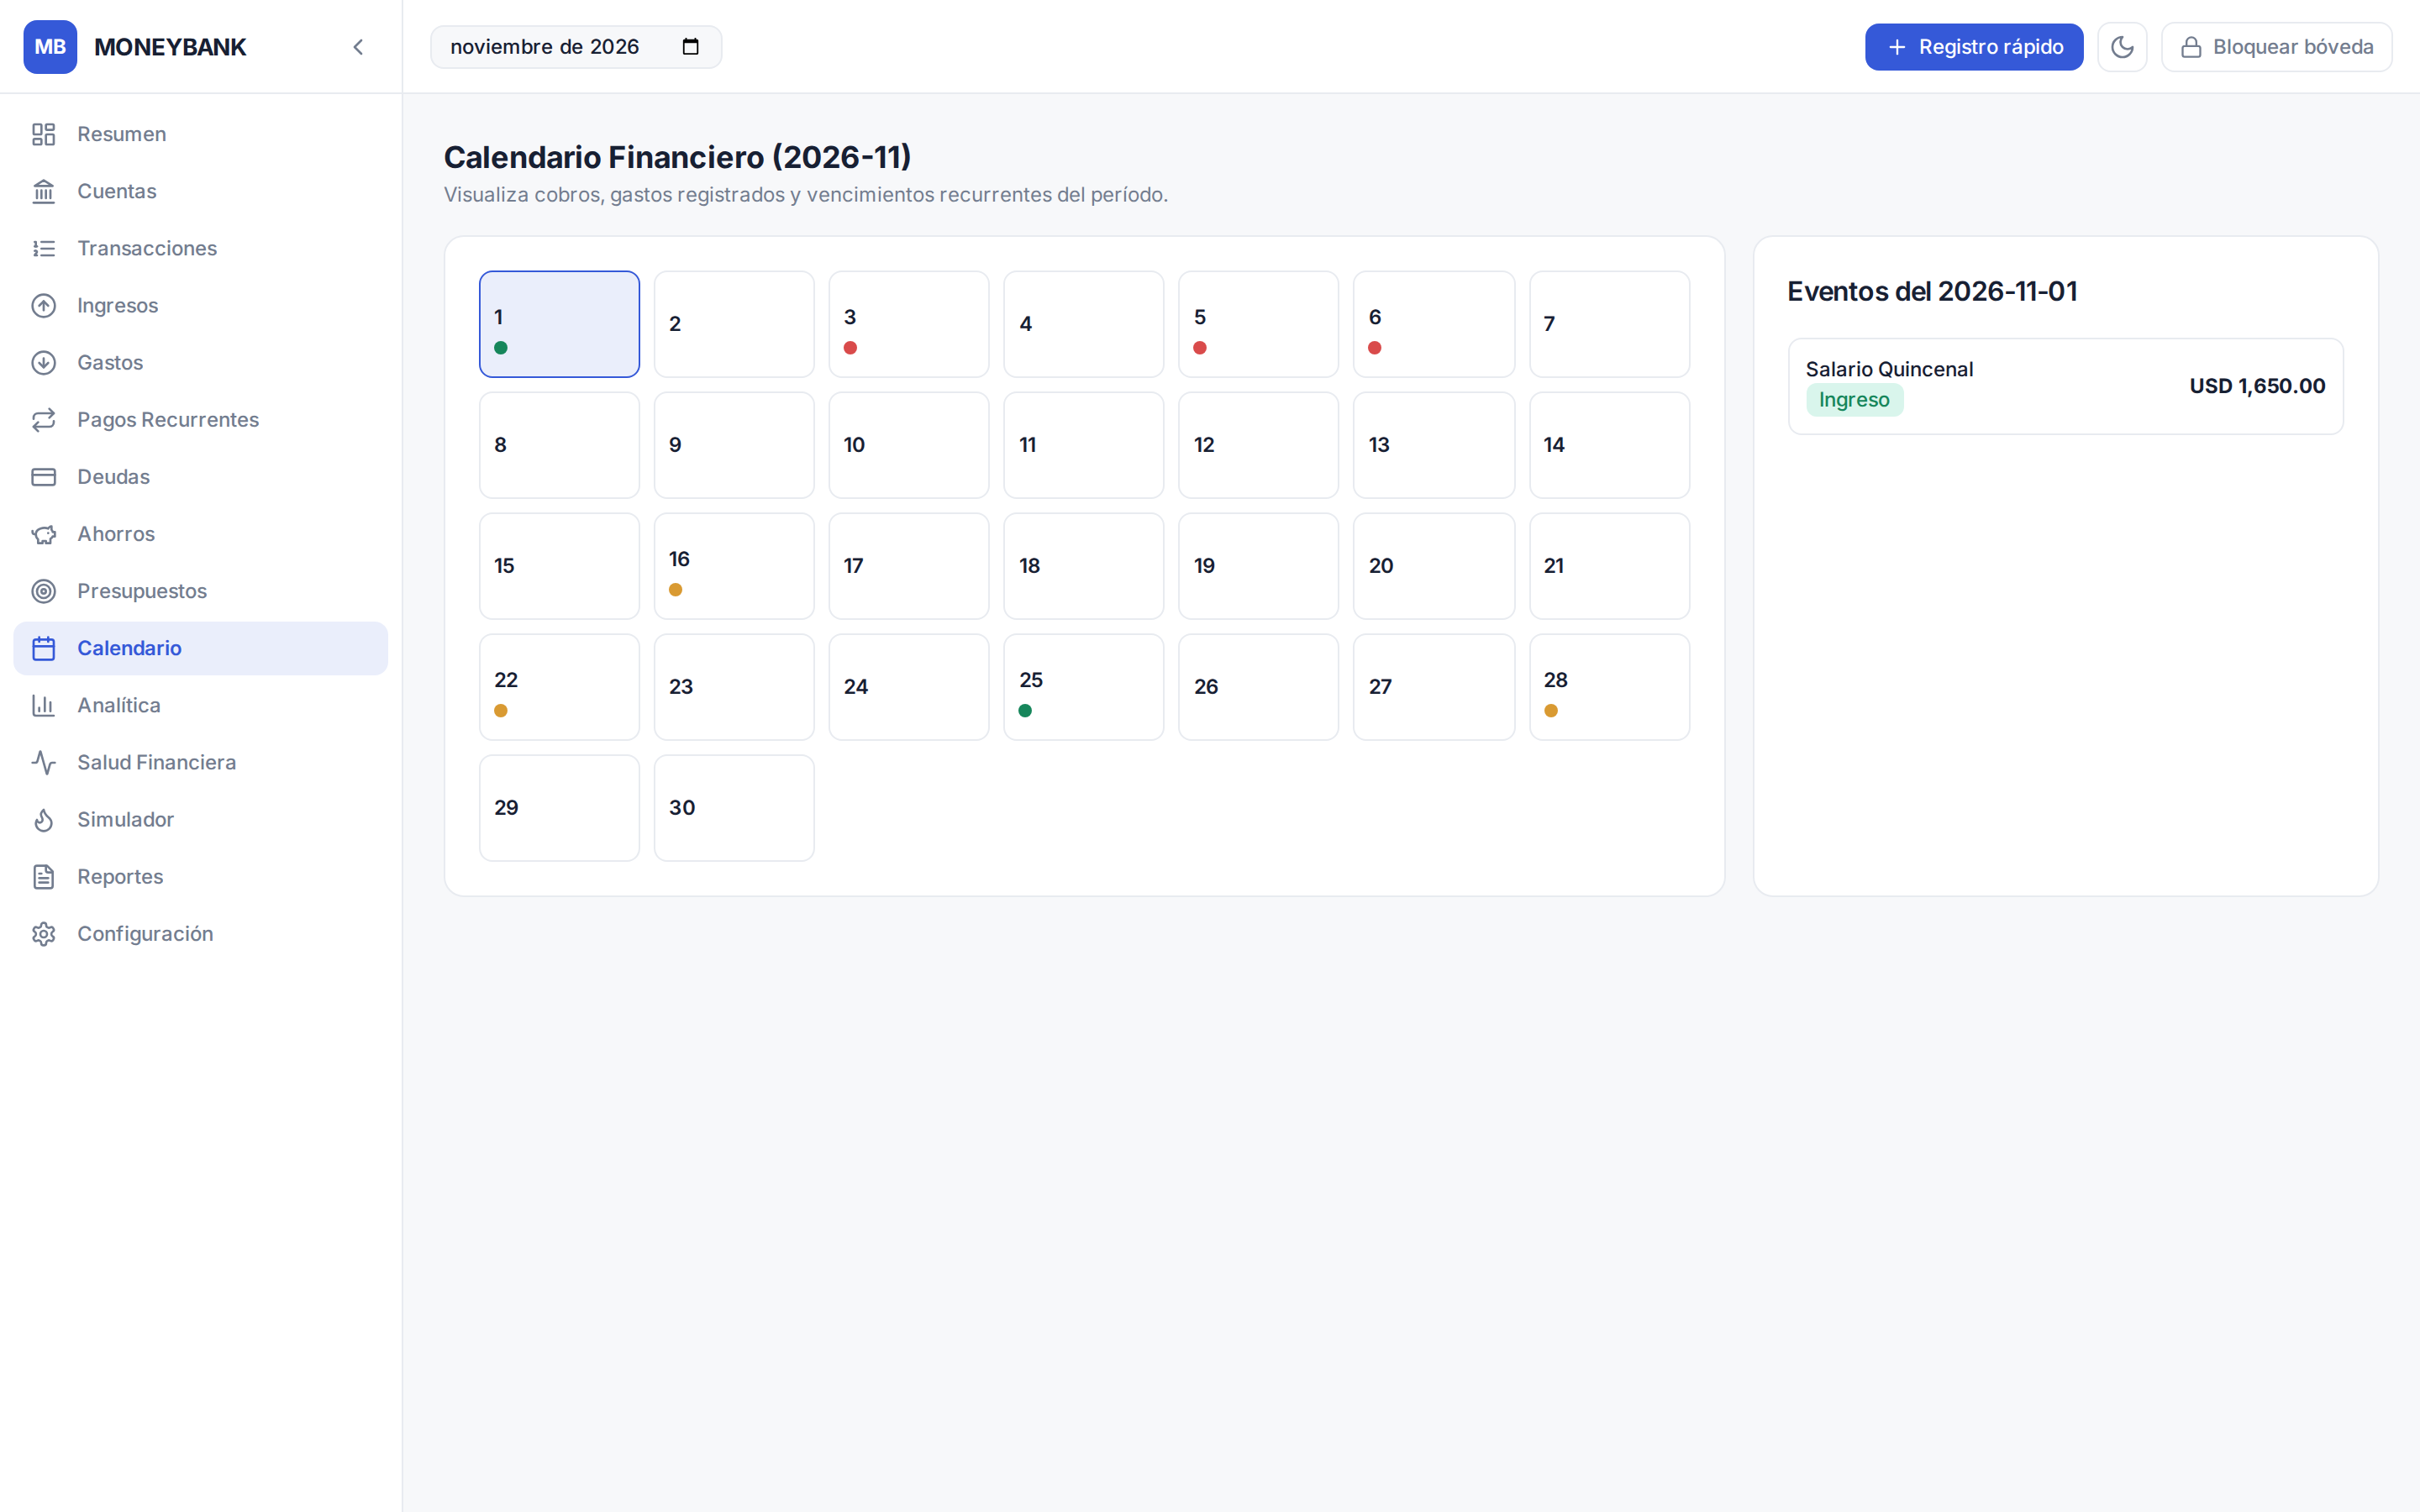 MB MONEYBANK
noviembre de 2026
Registro rápido
Bloquear bóveda
Resumen
Cuentas
Transacciones
Ingresos
Gastos
Pagos Recurrentes
Deudas
Ahorros
Presupuestos
Calendario
Analítica
Salud Financiera
Simulador
Reportes
Configuración
Calendario Financiero (2026-11)
Visualiza cobros, gastos registrados y vencimientos recurrentes del período.
1 2 3 4 5 6 7
8 9 10 11 12 13 14
15 16 17 18 19 20 21
22 23 24 25 26 27 28
29 30
Eventos del 2026-11-01
Salario Quincenal
Ingreso
USD 1,650.00